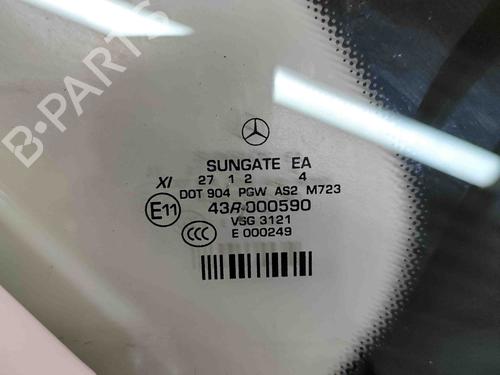 B-PARTS
SUNGATE EA
XI 27 1 2 4
DOT 904 PGW AS2 M723
E11 43R-000590
VSG 3121
CCC E 000249